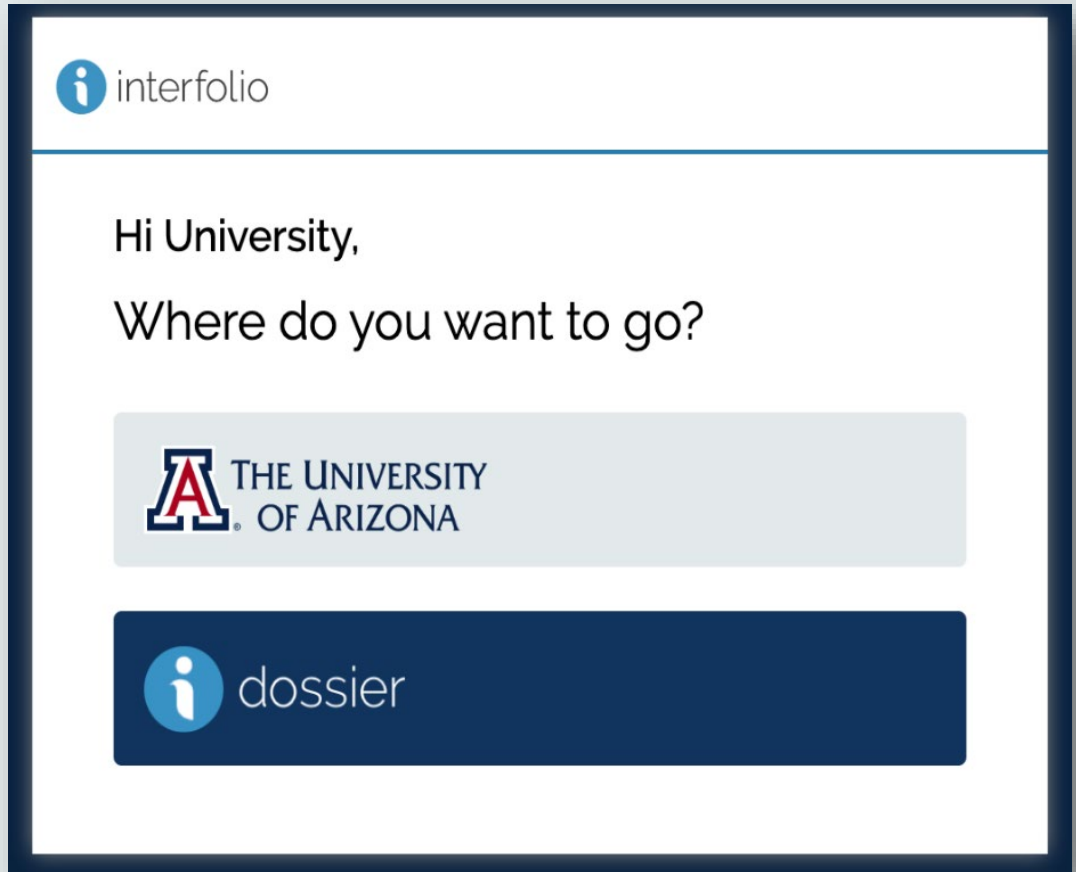 interfolio
Hi University,
Where do you want to go?
A THE UNIVERSITY
® OF ARIZONA
dossier